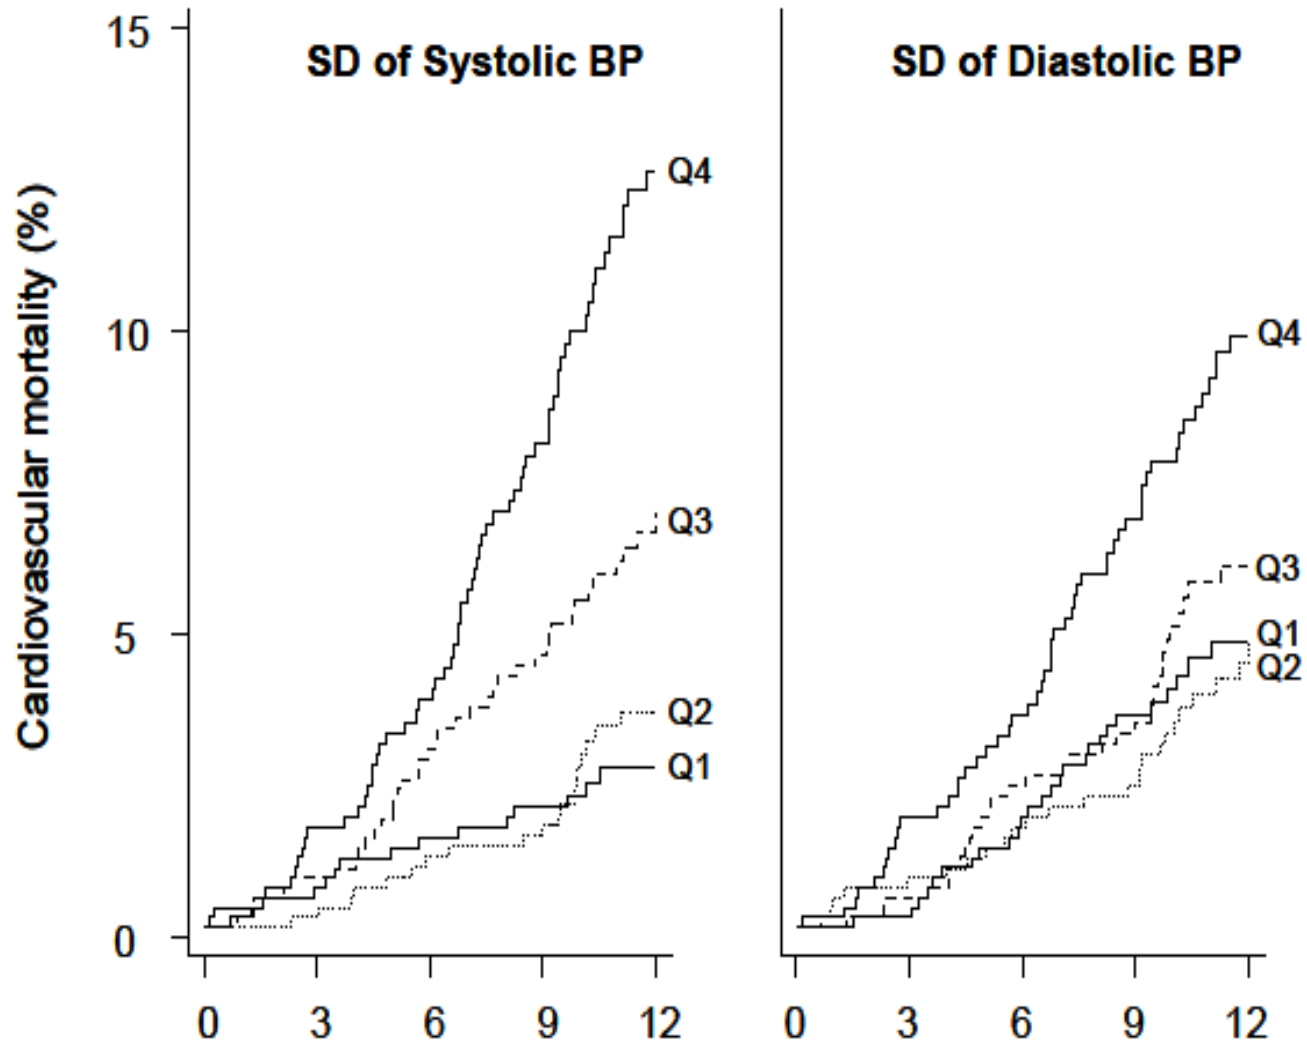 Cardiovascular mortality (%)
15
10
5
0
SD of Systolic BP
Q4
Q3
Q2
Q1
0 3 6 9 12
SD of Diastolic BP
Q4
Q3
Q1
Q2
0 3 6 9 12